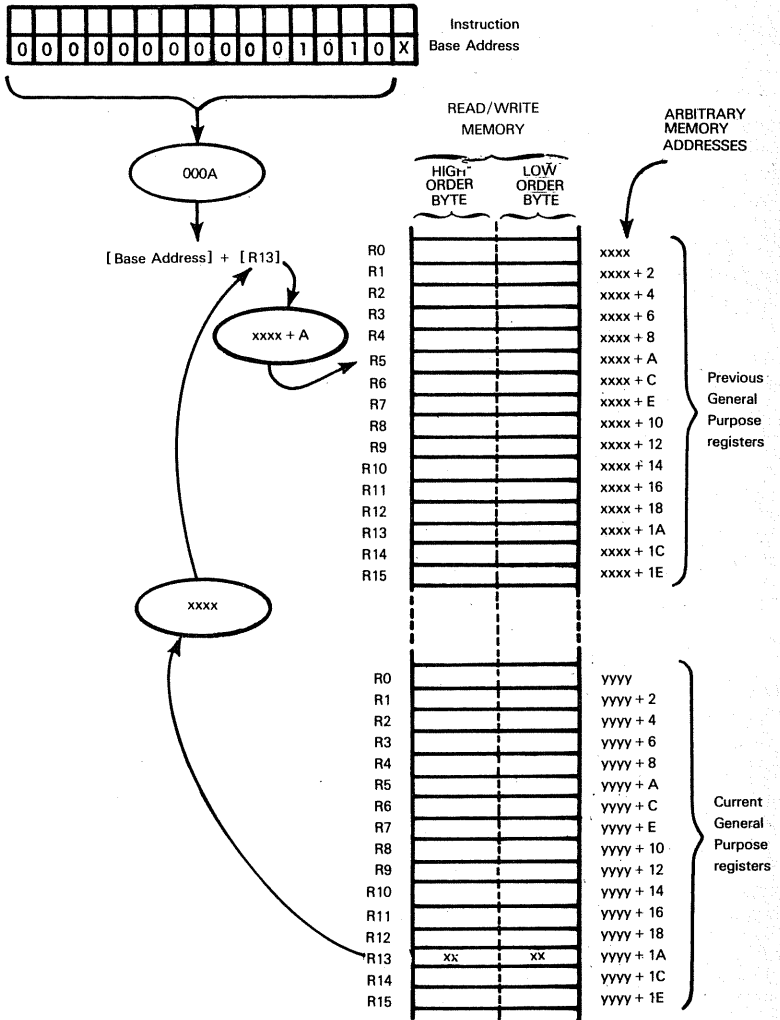 Instruction
0 0 0 0 0 0 0 0 0 0 0 1 0 1 0 X Base Address
READ/WRITE
MEMORY
ARBITRARY
MEMORY
ADDRESSES
HIGH
ORDER
BYTE
LOW
ORDER
BYTE
000A
[Base Address] + [R13]
xxxx + A
xxxx
R0 xxxx
R1 xxxx + 2
R2 xxxx + 4
R3 xxxx + 6
R4 xxxx + 8
R5 xxxx + A
R6 xxxx + C
R7 xxxx + E
R8 xxxx + 10
R9 xxxx + 12
R10 xxxx + 14
R11 xxxx + 16
R12 xxxx + 18
R13 xxxx + 1A
R14 xxxx + 1C
R15 xxxx + 1E
Previous
General
Purpose
registers
R0 yyyy
R1 yyyy + 2
R2 yyyy + 4
R3 yyyy + 6
R4 yyyy + 8
R5 yyyy + A
R6 yyyy + C
R7 yyyy + E
R8 yyyy + 10
R9 yyyy + 12
R10 yyyy + 14
R11 yyyy + 16
R12 yyyy + 18
R13 xx xx yyyy + 1A
R14 yyyy + 1C
R15 yyyy + 1E
Current
General
Purpose
registers